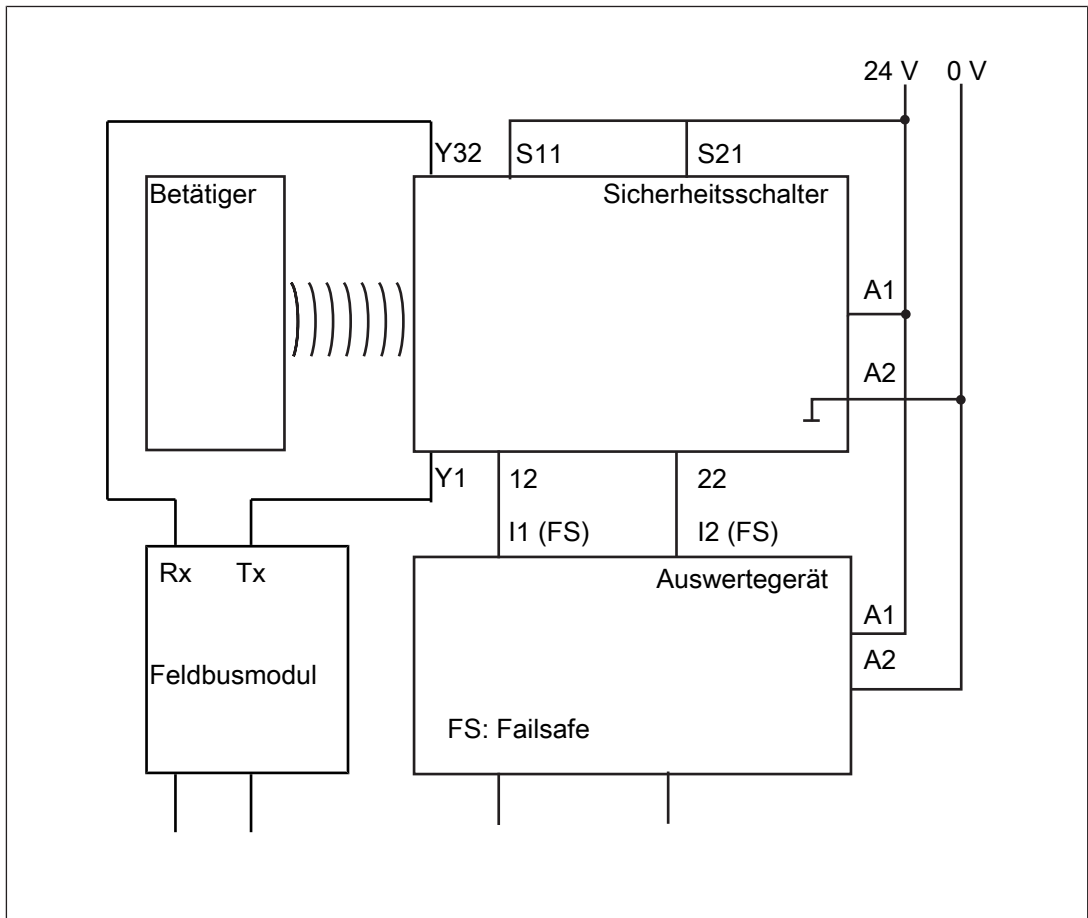 24 V 0 V
Y32 S11 S21
Betätiger Sicherheitsschalter
A1
A2
Y1 12 22
I1 (FS) I2 (FS)
Rx Tx Auswertegerät
A1
A2
Feldbusmodul
FS: Failsafe